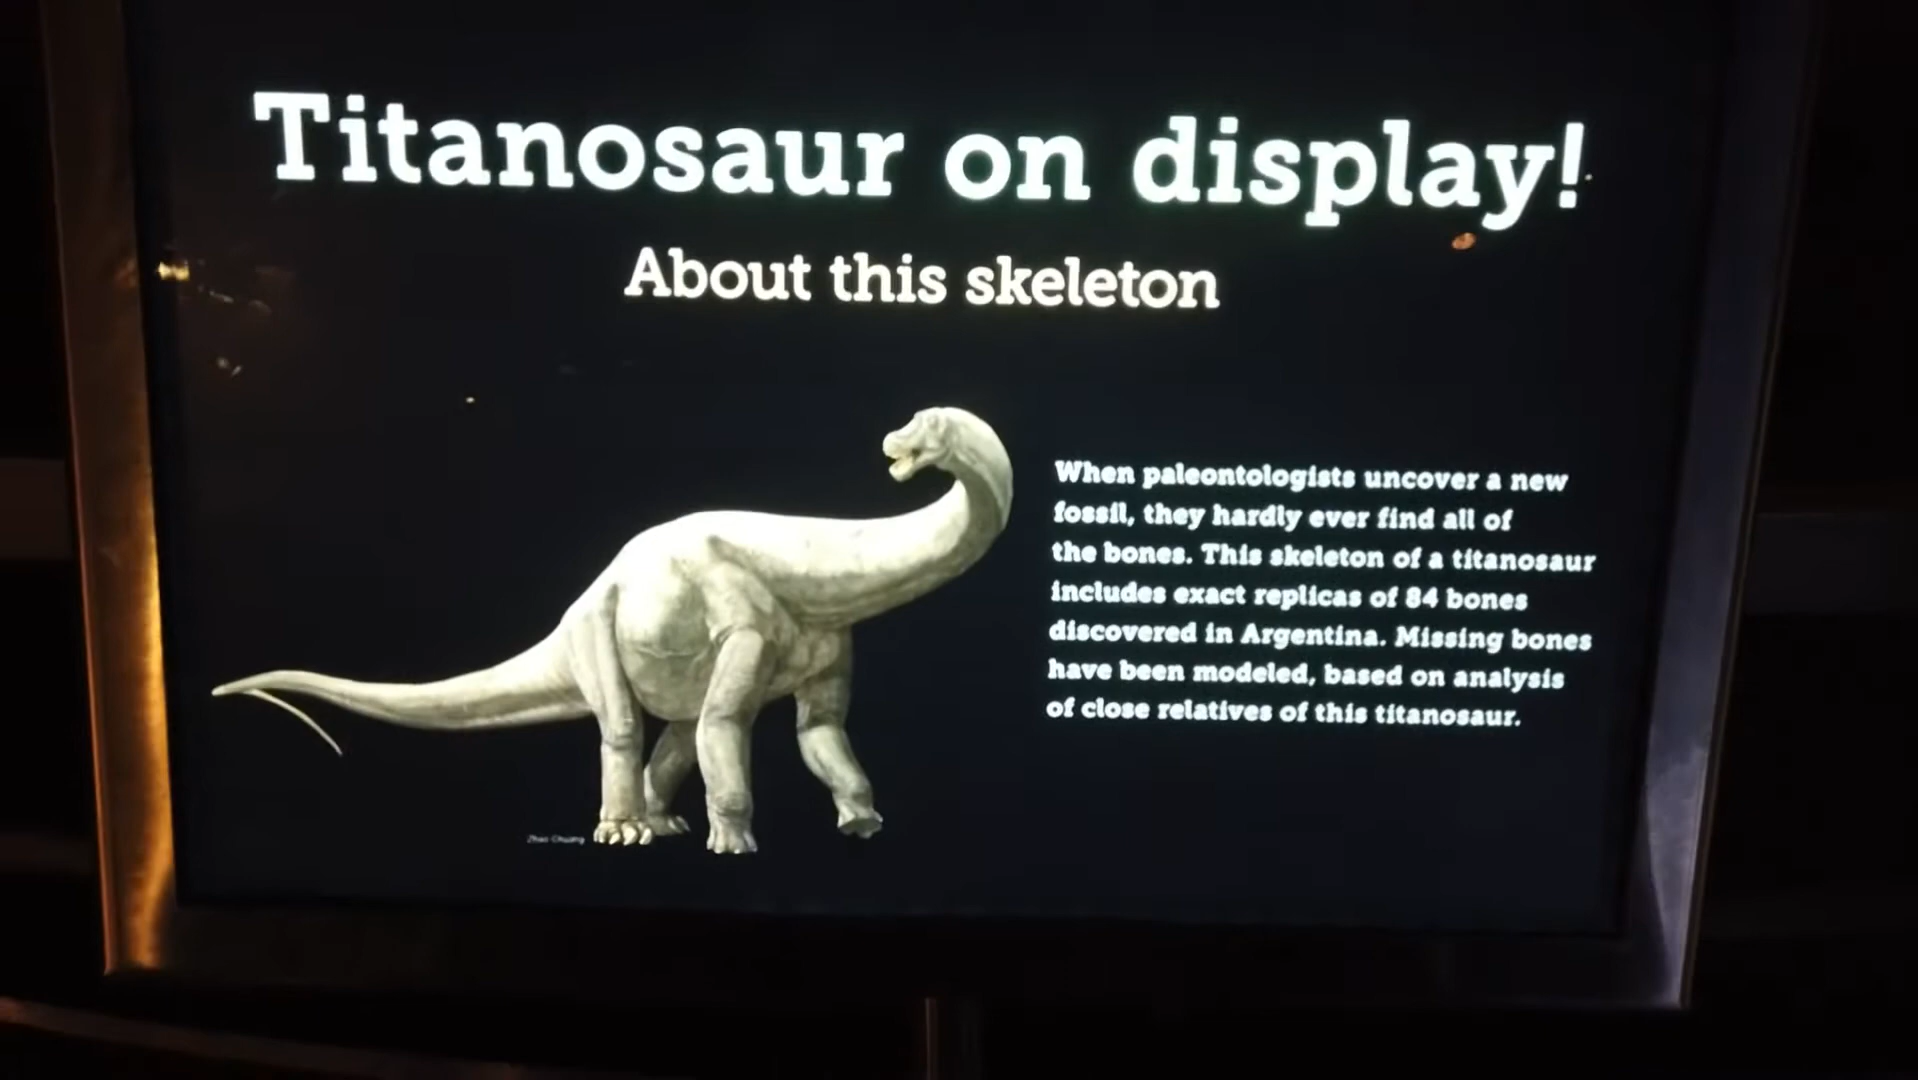 Titanosaur on display!
About this skeleton
When paleontologists uncover a new
fossil, they hardly ever find all of
the bones. This skeleton of a titanosaur
includes exact replicas of 84 bones
discovered in Argentina. Missing bones
have been modeled, based on analysis
of close relatives of this titanosaur.
Zhao Chuang